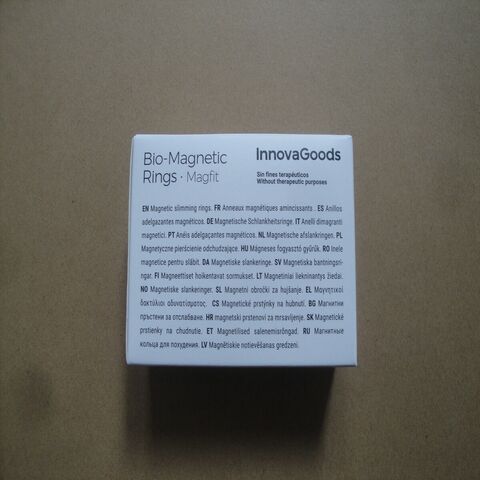 Bio-Magnetic
Rings · Magfit
InnovaGoods
Sin fines terapéuticos
Without therapeutic purposes
EN Magnetic slimming rings. FR Anneaux magnétiques amincissants . ES Anillos
adelgazantes magnéticos. DE Magnetische Schlankheitsringe. IT Anelli dimagranti
magnetici. PT Anéis adelgaçantes magnéticos. NL Magnetische afslankringen. PL
Magnetyczne pierścienie odchudzające. HU Mágneses fogyasztó gyűrűk. RO Inele
magnetice pentru slăbit. DA Magnetiske slankeringe. SV Magnetiska bantningsrin-
gar. FI Magneettiset hoikentavat sormukset. LT Magnetiniai liekninantys žiedai.
NO Magnetiske slankeringer. SL Magnetni obročki za hujšanje. EL Μαγνητικοί
δακτύλιοι αδυνατίσματος. CS Magnetické prstýnky na hubnutí. BG Магнитни
пръстени за отслабване. HR magnetski prstenovi za mrsavljenje. SK Magnetické
prstienky na chudnutie. ET Magnetilised salenemisrõngad. RU Магнитные
кольца для похудения. LV Magnētiskie notievēšanas gredzeni.